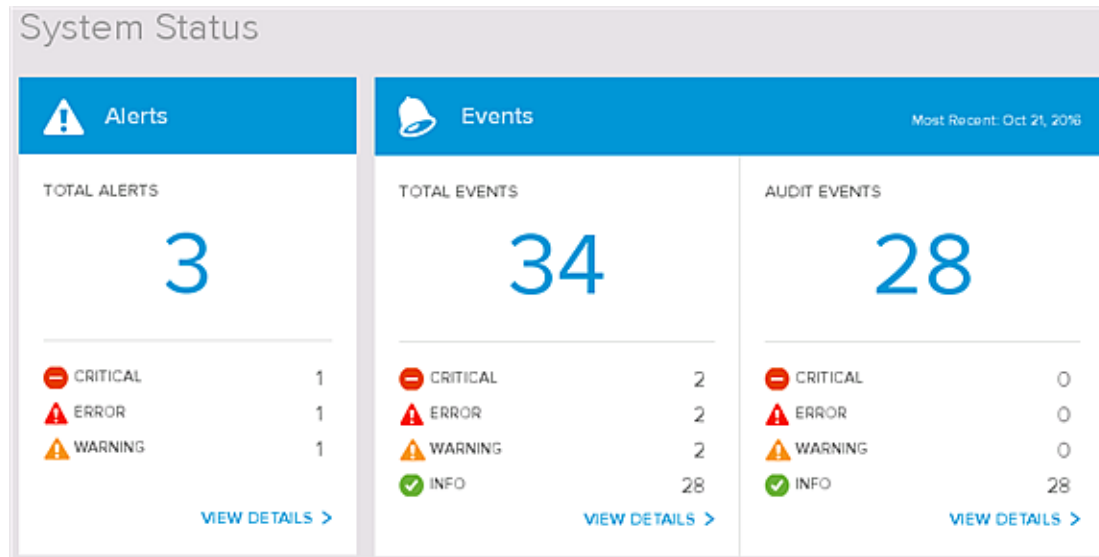 System Status
Alerts
TOTAL ALERTS
3
CRITICAL 1
ERROR 1
WARNING 1
VIEW DETAILS >
Events
Most Recent: Oct 21, 2016
TOTAL EVENTS
34
CRITICAL 2
ERROR 2
WARNING 2
INFO 28
VIEW DETAILS >
AUDIT EVENTS
28
CRITICAL 0
ERROR 0
WARNING 0
INFO 28
VIEW DETAILS >